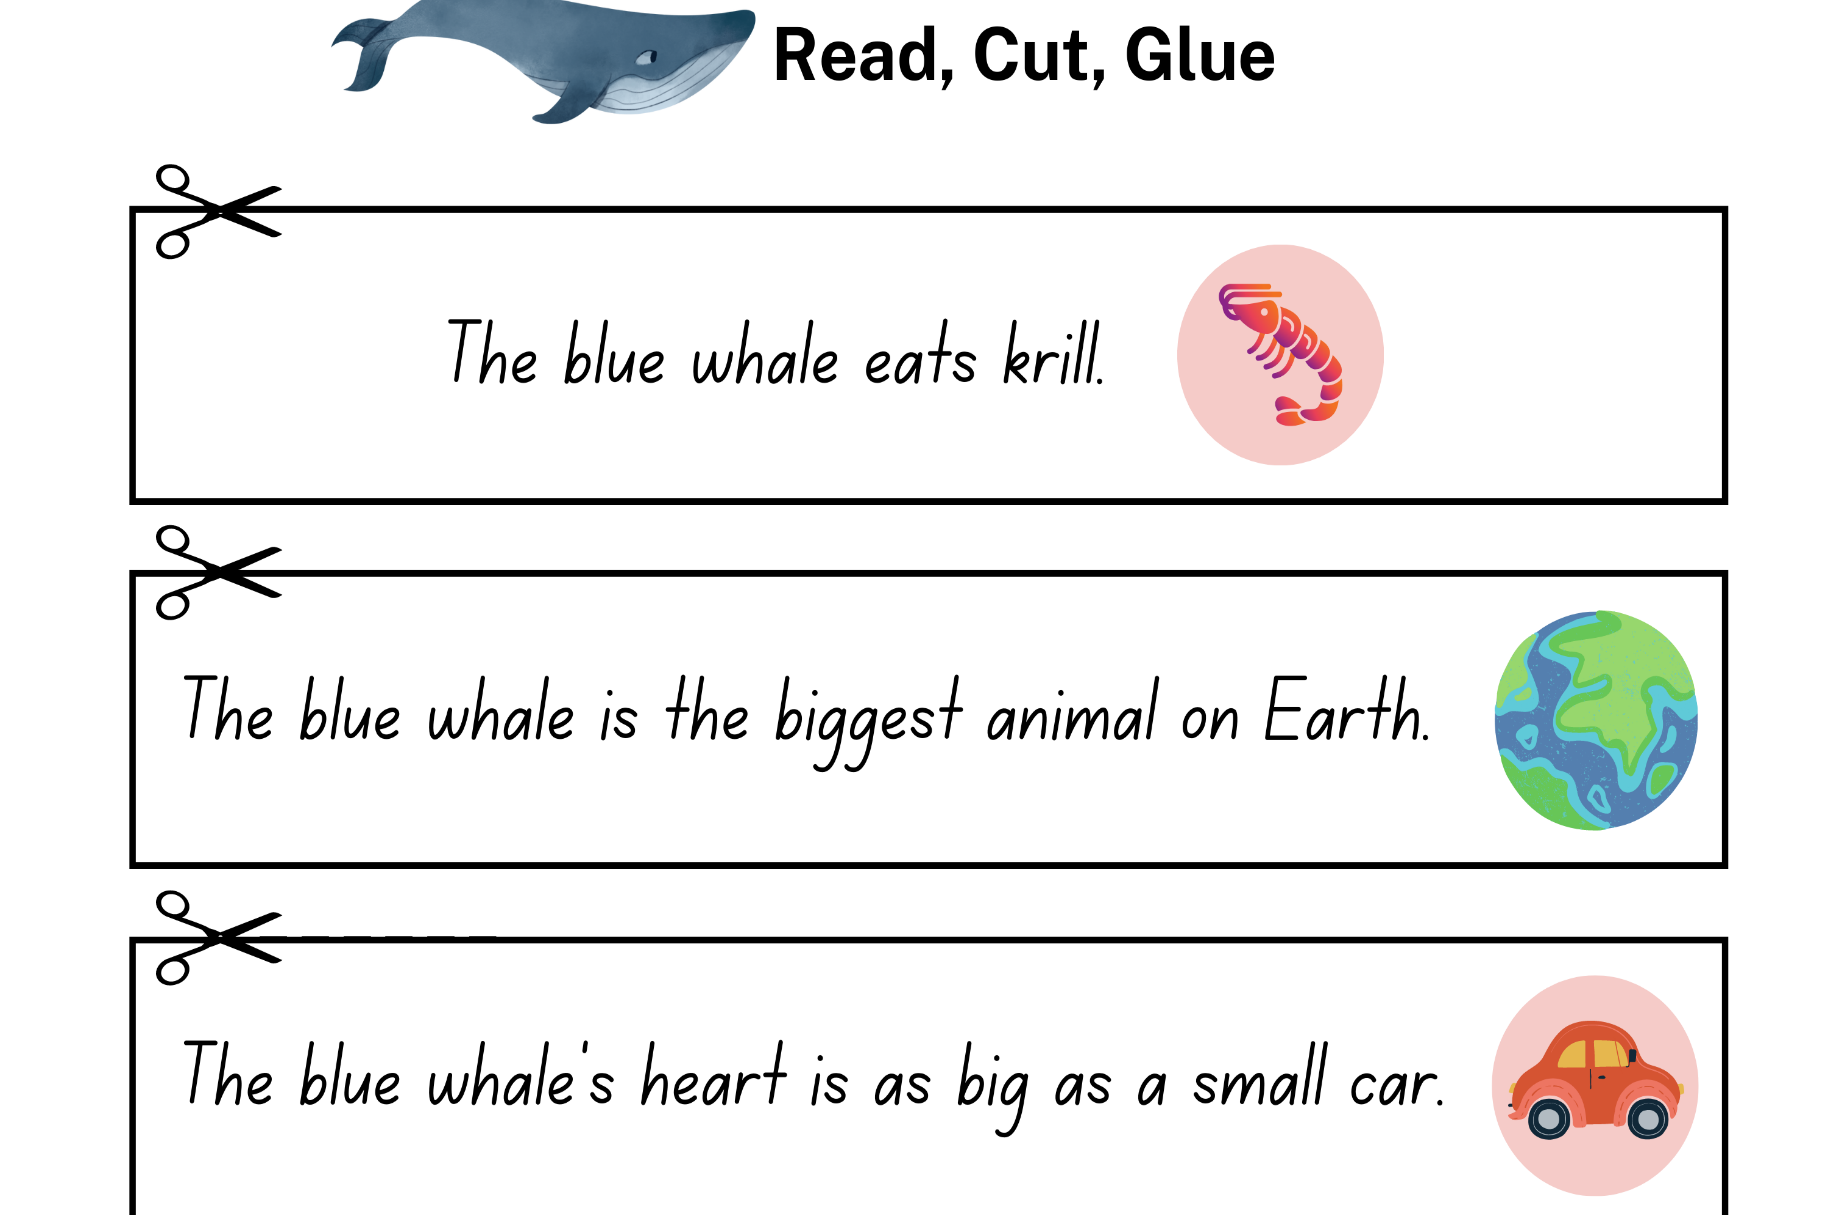 Read, Cut, Glue
The blue whale eats krill.
The blue whale is the biggest animal on Earth.
The blue whale's heart is as big as a small car.